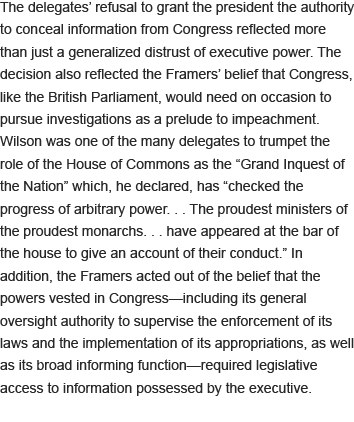 The delegates’ refusal to grant the president the authority
to conceal information from Congress reflected more
than just a generalized distrust of executive power. The
decision also reflected the Framers’ belief that Congress,
like the British Parliament, would need on occasion to
pursue investigations as a prelude to impeachment.
Wilson was one of the many delegates to trumpet the
role of the House of Commons as the “Grand Inquest of
the Nation” which, he declared, has “checked the
progress of arbitrary power. . . The proudest ministers of
the proudest monarchs. . . have appeared at the bar of
the house to give an account of their conduct.” In
addition, the Framers acted out of the belief that the
powers vested in Congress—including its general
oversight authority to supervise the enforcement of its
laws and the implementation of its appropriations, as well
as its broad informing function—required legislative
access to information possessed by the executive.